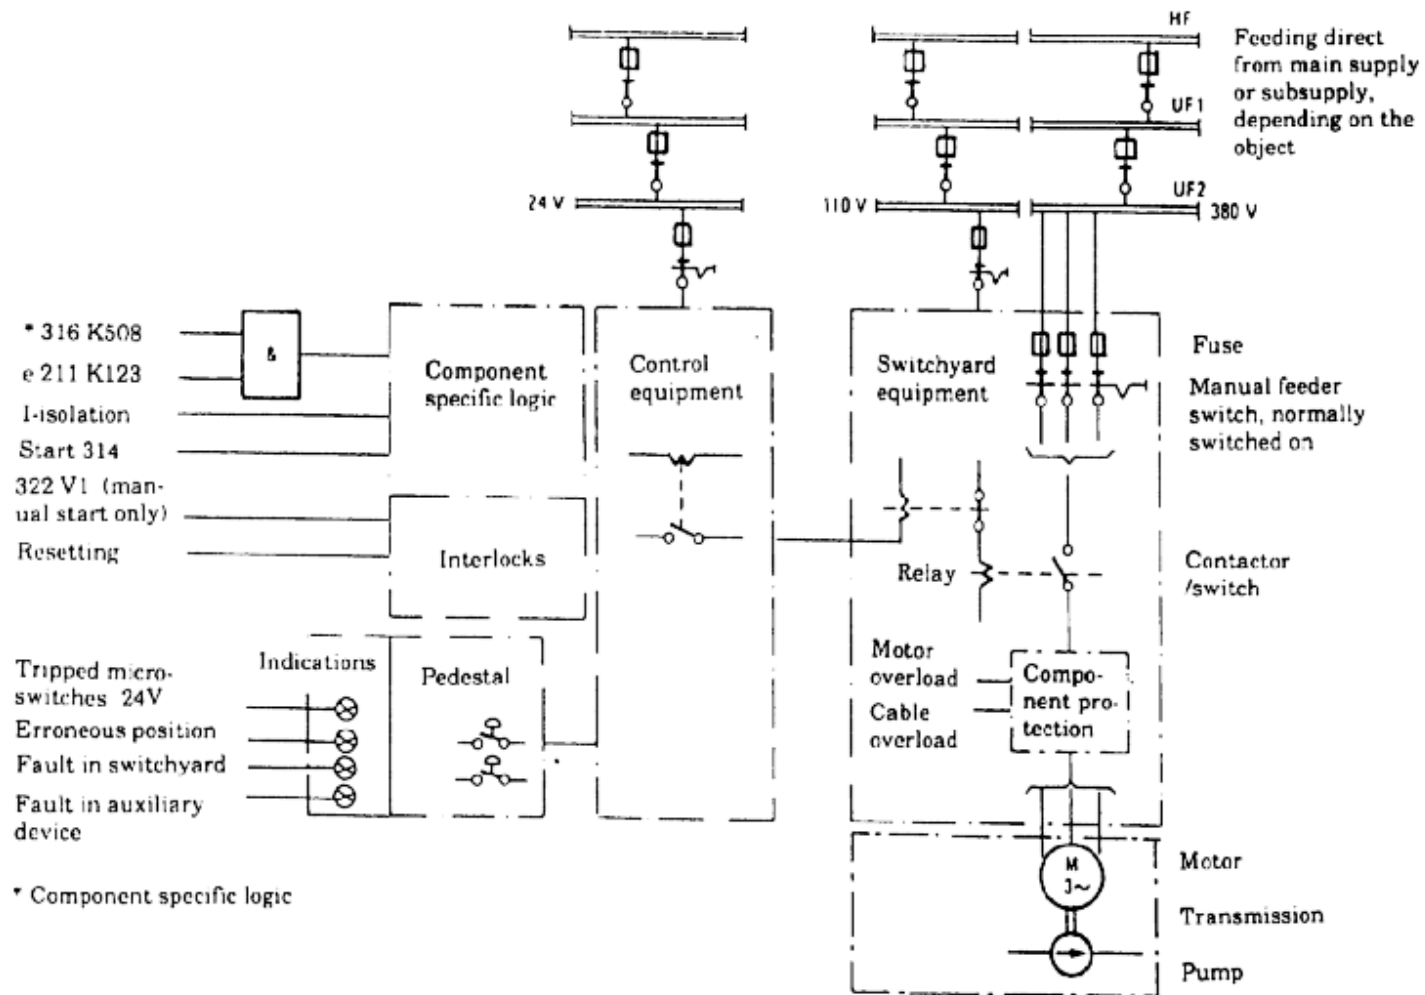 HF
Feeding direct
from main supply
or subsupply,
depending on the
object
UF1
UF2
24 V
110 V
380 V
* 316 K508
e 211 K123
&
I-isolation
Start 314
322 V1 (man-
ual start only)
Resetting
Component
specific logic
Interlocks
Control
equipment
Switchyard
equipment
Fuse
Manual feeder
switch, normally
switched on
Relay
Contactor
/switch
Indications
Pedestal
Tripped micro-
switches 24V
Erroneous position
Fault in switchyard
Fault in auxiliary
device
Motor
overload
Cable
overload
Compo-
nent pro-
tection
M
3~
Motor
Transmission
Pump
* Component specific logic